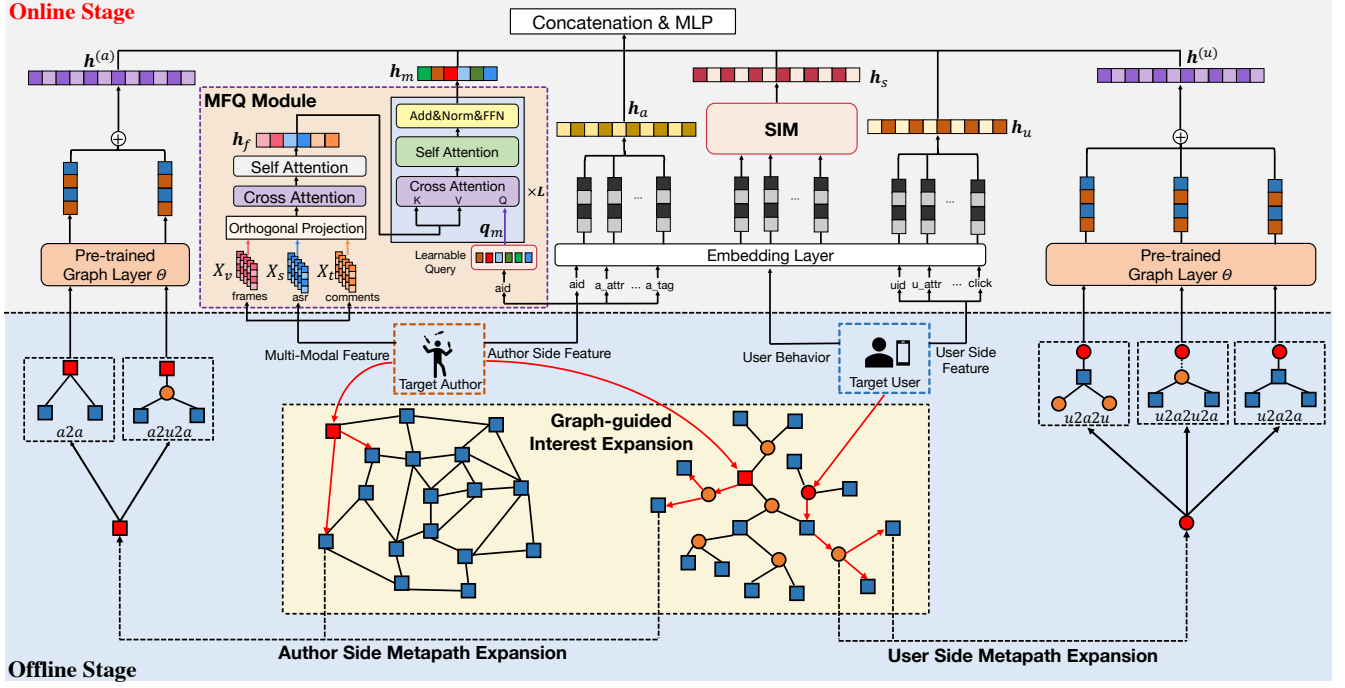 Online Stage
Concatenation & MLP
h^(a)
h_m
h_s
h^(u)
MFQ Module
Add&Norm&FFN
h_a
SIM
h_u
h_f
Self Attention
Self Attention
Cross Attention
K V Q
×L
Cross Attention
Orthogonal Projection
q_m
Learnable
Query
Embedding Layer
Pre-trained
Graph Layer Θ
Pre-trained
Graph Layer Θ
X_v X_s X_t
frames asr comments
aid
aid a_attr ... a_tag
uid u_attr ... click
... ... ...
Multi-Modal Feature
Target Author
Author Side Feature
User Behavior
Target User
User Side
Feature
a2a
a2u2a
u2a2u
u2a2u2a
u2a2a
Graph-guided
Interest Expansion
Author Side Metapath Expansion
User Side Metapath Expansion
Offline Stage